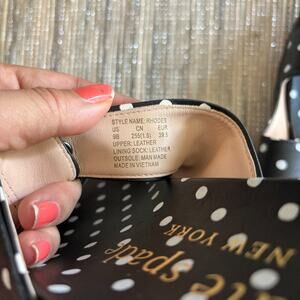 STYLE NAME: RHODES
US CN EUR
9B 255(1.5) 39.5
UPPER: LEATHER
LINING SOCK: LEATHER
OUTSOLE: MAN MADE
MADE IN VIETNAM
te spade
NEW YORK